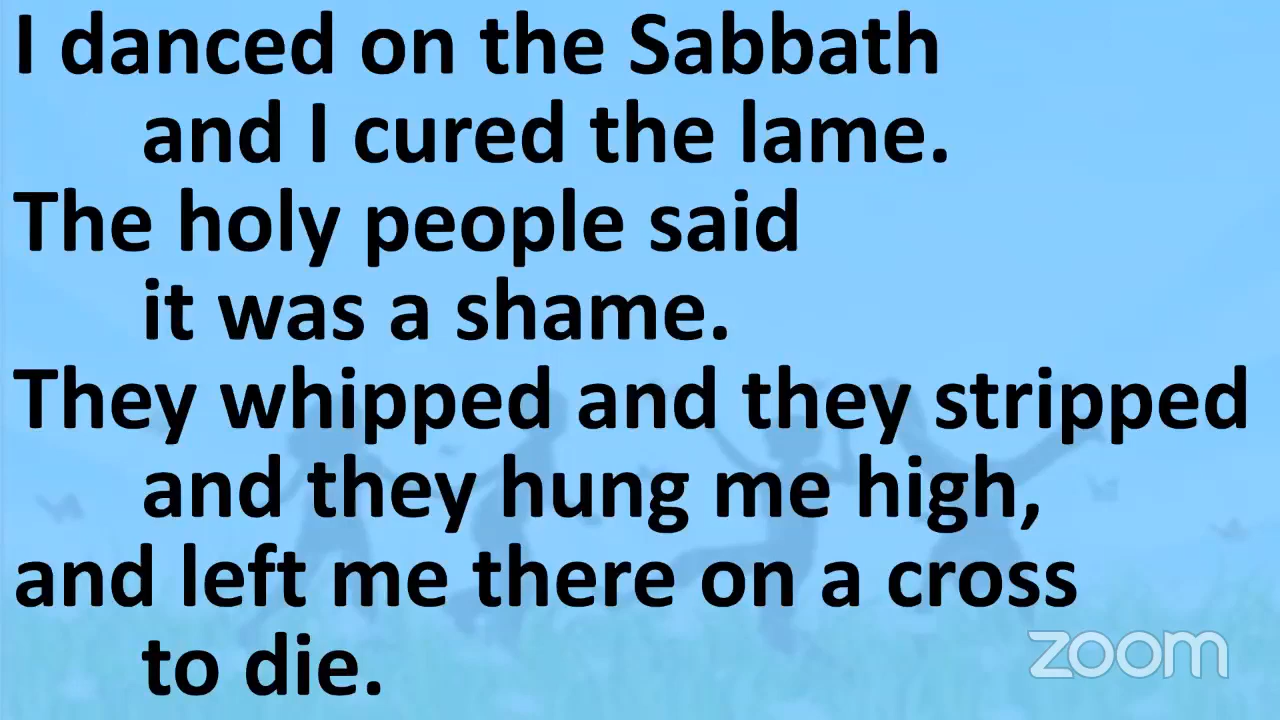 I danced on the Sabbath
and I cured the lame.
The holy people said
it was a shame.
They whipped and they stripped
and they hung me high,
and left me there on a cross
to die.
zoom